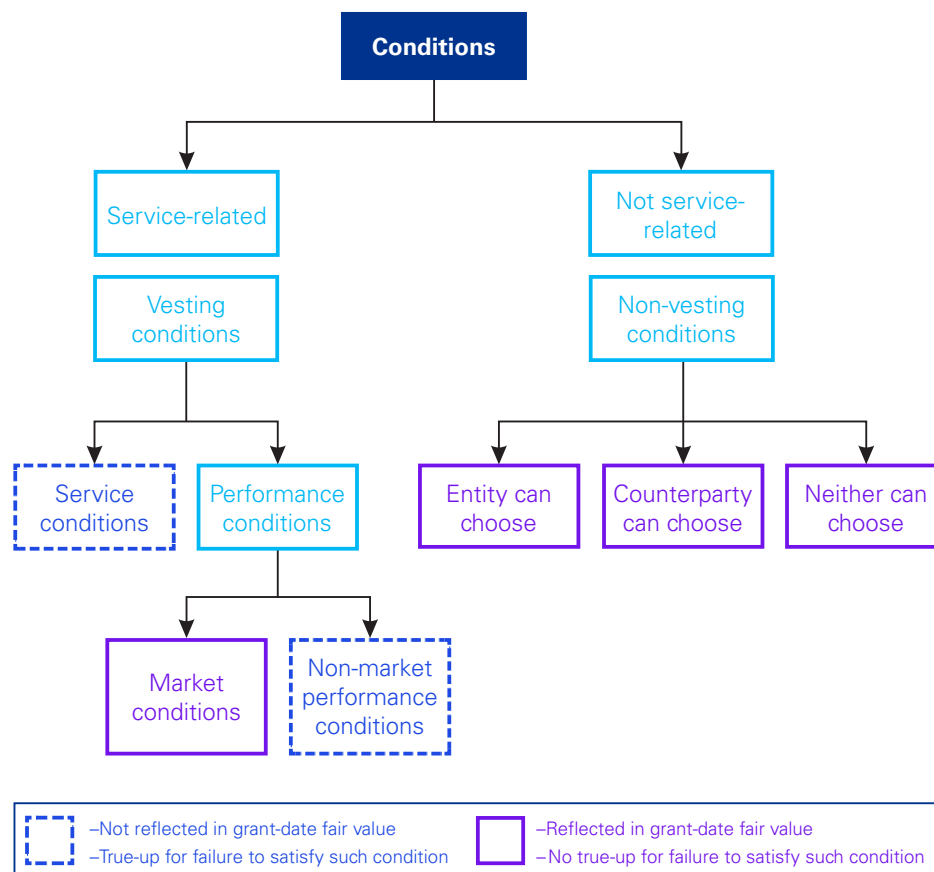 Conditions
Service-related
Not service-
related
Vesting
conditions
Non-vesting
conditions
Service
conditions
Performance
conditions
Entity can
choose
Counterparty
can choose
Neither can
choose
Market
conditions
Non-market
performance
conditions
–Not reflected in grant-date fair value
–True-up for failure to satisfy such condition
–Reflected in grant-date fair value
–No true-up for failure to satisfy such condition